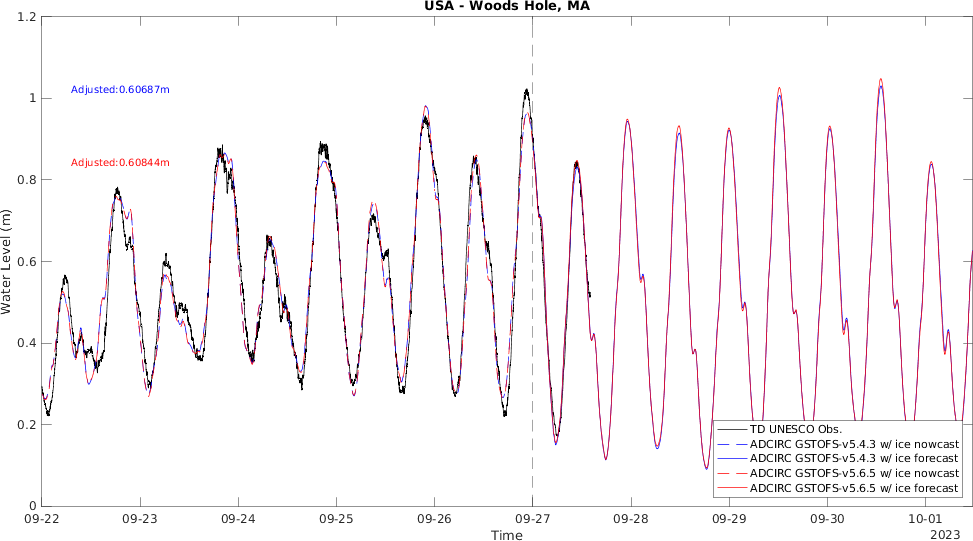 USA - Woods Hole, MA
1.2
1
0.8
0.6
0.4
0.2
0
Water Level (m)
Adjusted:0.60687m
Adjusted:0.60844m
TD UNESCO Obs.
ADCIRC GSTOFS-v5.4.3 w/ ice nowcast
ADCIRC GSTOFS-v5.4.3 w/ ice forecast
ADCIRC GSTOFS-v5.6.5 w/ ice nowcast
ADCIRC GSTOFS-v5.6.5 w/ ice forecast
09-22 09-23 09-24 09-25 09-26 09-27 09-28 09-29 09-30 10-01
Time
2023